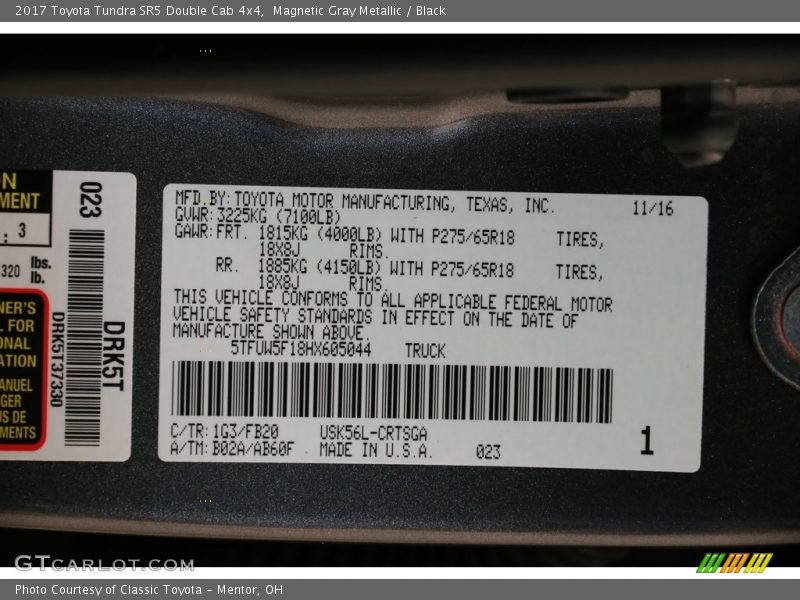 2017 Toyota Tundra SR5 Double Cab 4x4,  Magnetic Gray Metallic / Black
MFD.BY: TOYOTA MOTOR MANUFACTURING, TEXAS, INC. 11/16
GVWR: 3225KG (7100LB)
GAWR: FRT. 1815KG (4000LB) WITH P275/65R18 TIRES,
18X8J RIMS.
RR. 1885KG (4150LB) WITH P275/65R18 TIRES,
18X8J RIMS.
THIS VEHICLE CONFORMS TO ALL APPLICABLE FEDERAL MOTOR
VEHICLE SAFETY STANDARDS IN EFFECT ON THE DATE OF
MANUFACTURE SHOWN ABOVE.
5TFUW5F18HX605044 TRUCK
C/TR: 1G3/FB20 USK56L-CRTSGA
A/TM: B02A/AB60F MADE IN U.S.A. 023
1
023
DRK5T
DRK5T37330
.3
320 lbs.
lb.
GTCARLOT.COM
Photo Courtesy of Classic Toyota - Mentor, OH